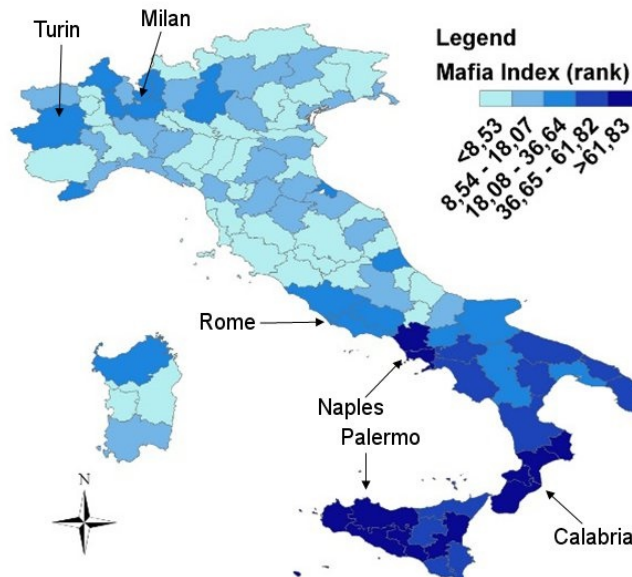 Turin
Milan
Legend
Mafia Index (rank)
<8,53
8,54 - 18,07
18,08 - 36,64
36,65 - 61,82
>61,83
Rome
Naples
Palermo
N
Calabria